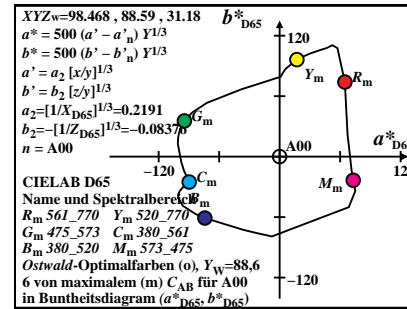 XYZw=98.468 , 88.59 , 31.18
a* = 500 (a' – a'n) Y1/3
b* = 500 (b' – b'n) Y1/3
a' = a2 [x/y]1/3
b' = b2 [z/y]1/3
a2=[1/XD65]1/3=0.2191
b2=–[1/ZD65]1/3=–0.08376
n = A00
CIELAB D65
Name und Spektralbereich
Rm 561_770 Ym 520_770
Gm 475_573 Cm 380_561
Bm 380_520 Mm 573_475
Ostwald-Optimalfarben (o), YW=88,6
6 von maximalem (m) CAB für A00
in Buntheitsdiagram (a*D65, b*D65)
b*D65
120
Ym
Rm
Gm
A00
a*D65
–120
12
Cm
Bm
Mm
–120